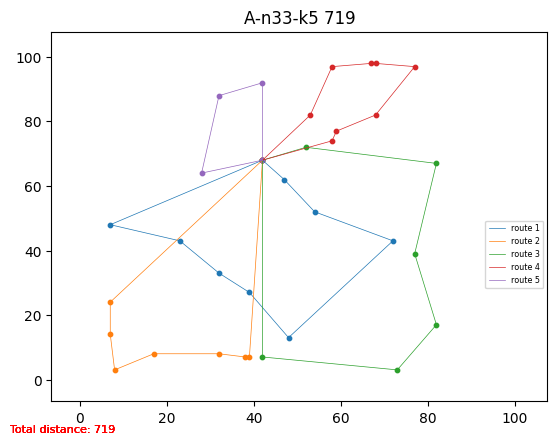 A-n33-k5 719
100
80
60
40
20
0
route 1
route 2
route 3
route 4
route 5
0 20 40 60 80 100
Total distance: 719